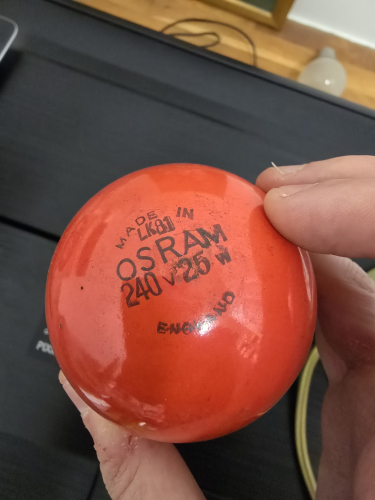 MADE IN
LK81
OSRAM
240 V 25 W
ENGLAND